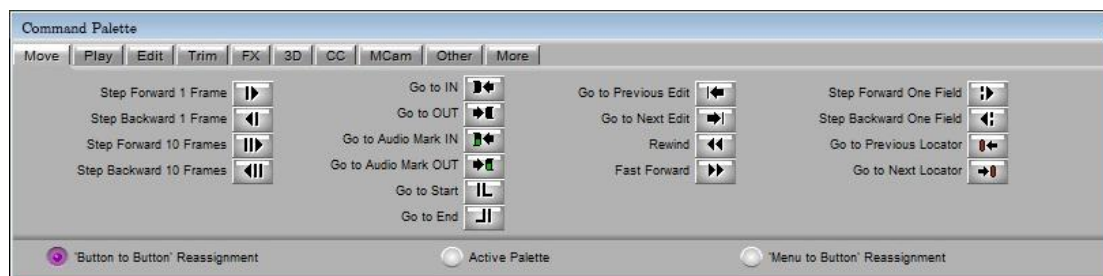 Command Palette
Move Play Edit Trim FX 3D CC MCam Other More
Step Forward 1 Frame
Step Backward 1 Frame
Step Forward 10 Frames
Step Backward 10 Frames
Go to IN
Go to OUT
Go to Audio Mark IN
Go to Audio Mark OUT
Go to Start
Go to End
Go to Previous Edit
Go to Next Edit
Rewind
Fast Forward
Step Forward One Field
Step Backward One Field
Go to Previous Locator
Go to Next Locator
'Button to Button' Reassignment Active Palette 'Menu to Button' Reassignment